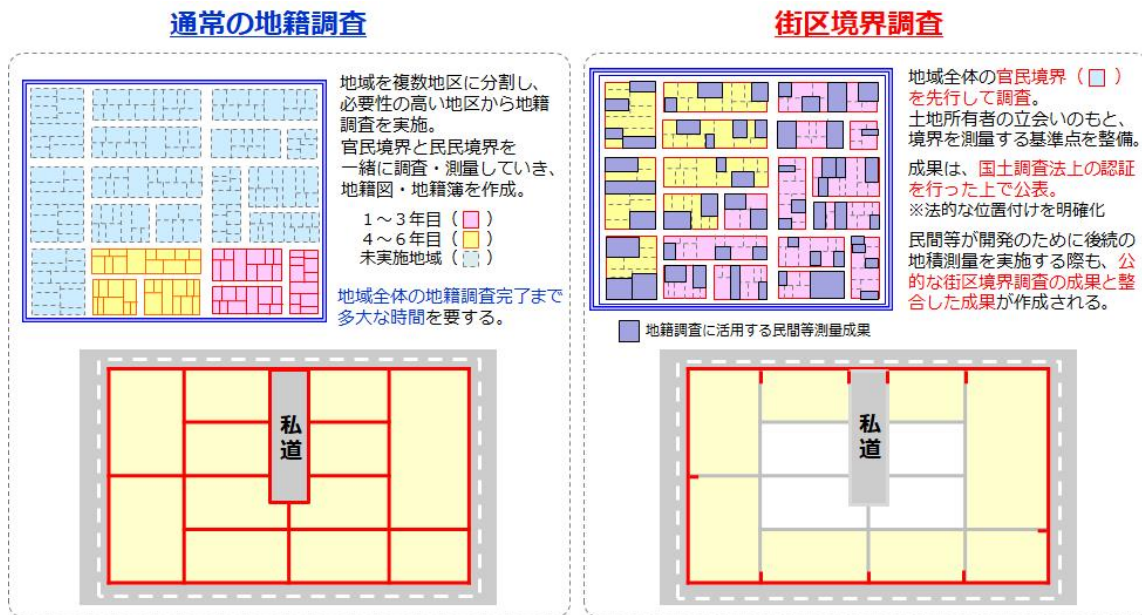 通常の地籍調査
地域を複数地区に分割し、
必要性の高い地区から地籍
調査を実施。
官民境界と民民境界を
一緒に調査・測量していき、
地籍図・地籍簿を作成。
1～3年目（ ）
4～6年目（ ）
未実施地域（ ）
地域全体の地籍調査完了まで
多大な時間を要する。
私道
街区境界調査
地域全体の官民境界（ ）
を先行して調査。
土地所有者の立会いのもと、
境界を測量する基準点を整備。
成果は、国土調査法上の認証
を行った上で公表。
※法的な位置付けを明確化
民間等が開発のために後続の
地積測量を実施する際も、公
的な街区境界調査の成果と整
合した成果が作成される。
地籍調査に活用する民間等測量成果
私道